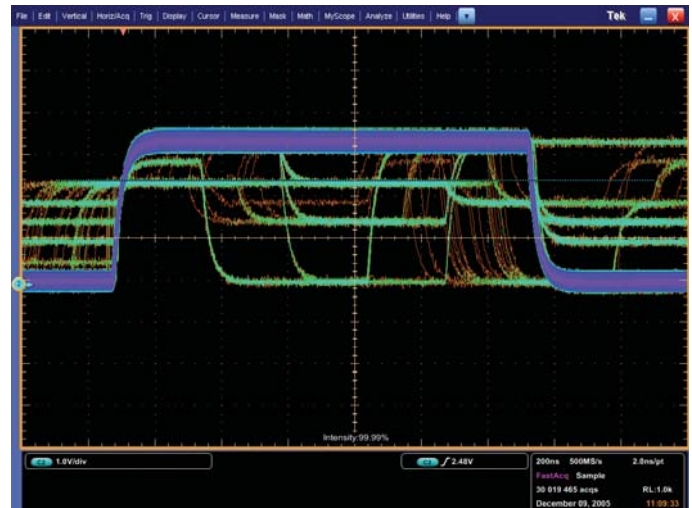 File | Edit | Vertical | Horiz/Acq | Trig | Display | Cursor | Measure | Mask | Math | MyScope | Analyze | Utilities | Help
Tek
Intensity:99.99%
C2 1.0V/div
C2 2.48V
200ns 500MS/s 2.0ns/pt
FastAcq Sample
30 019 465 acqs RL:1.0k
December 09, 2005 11:09:33